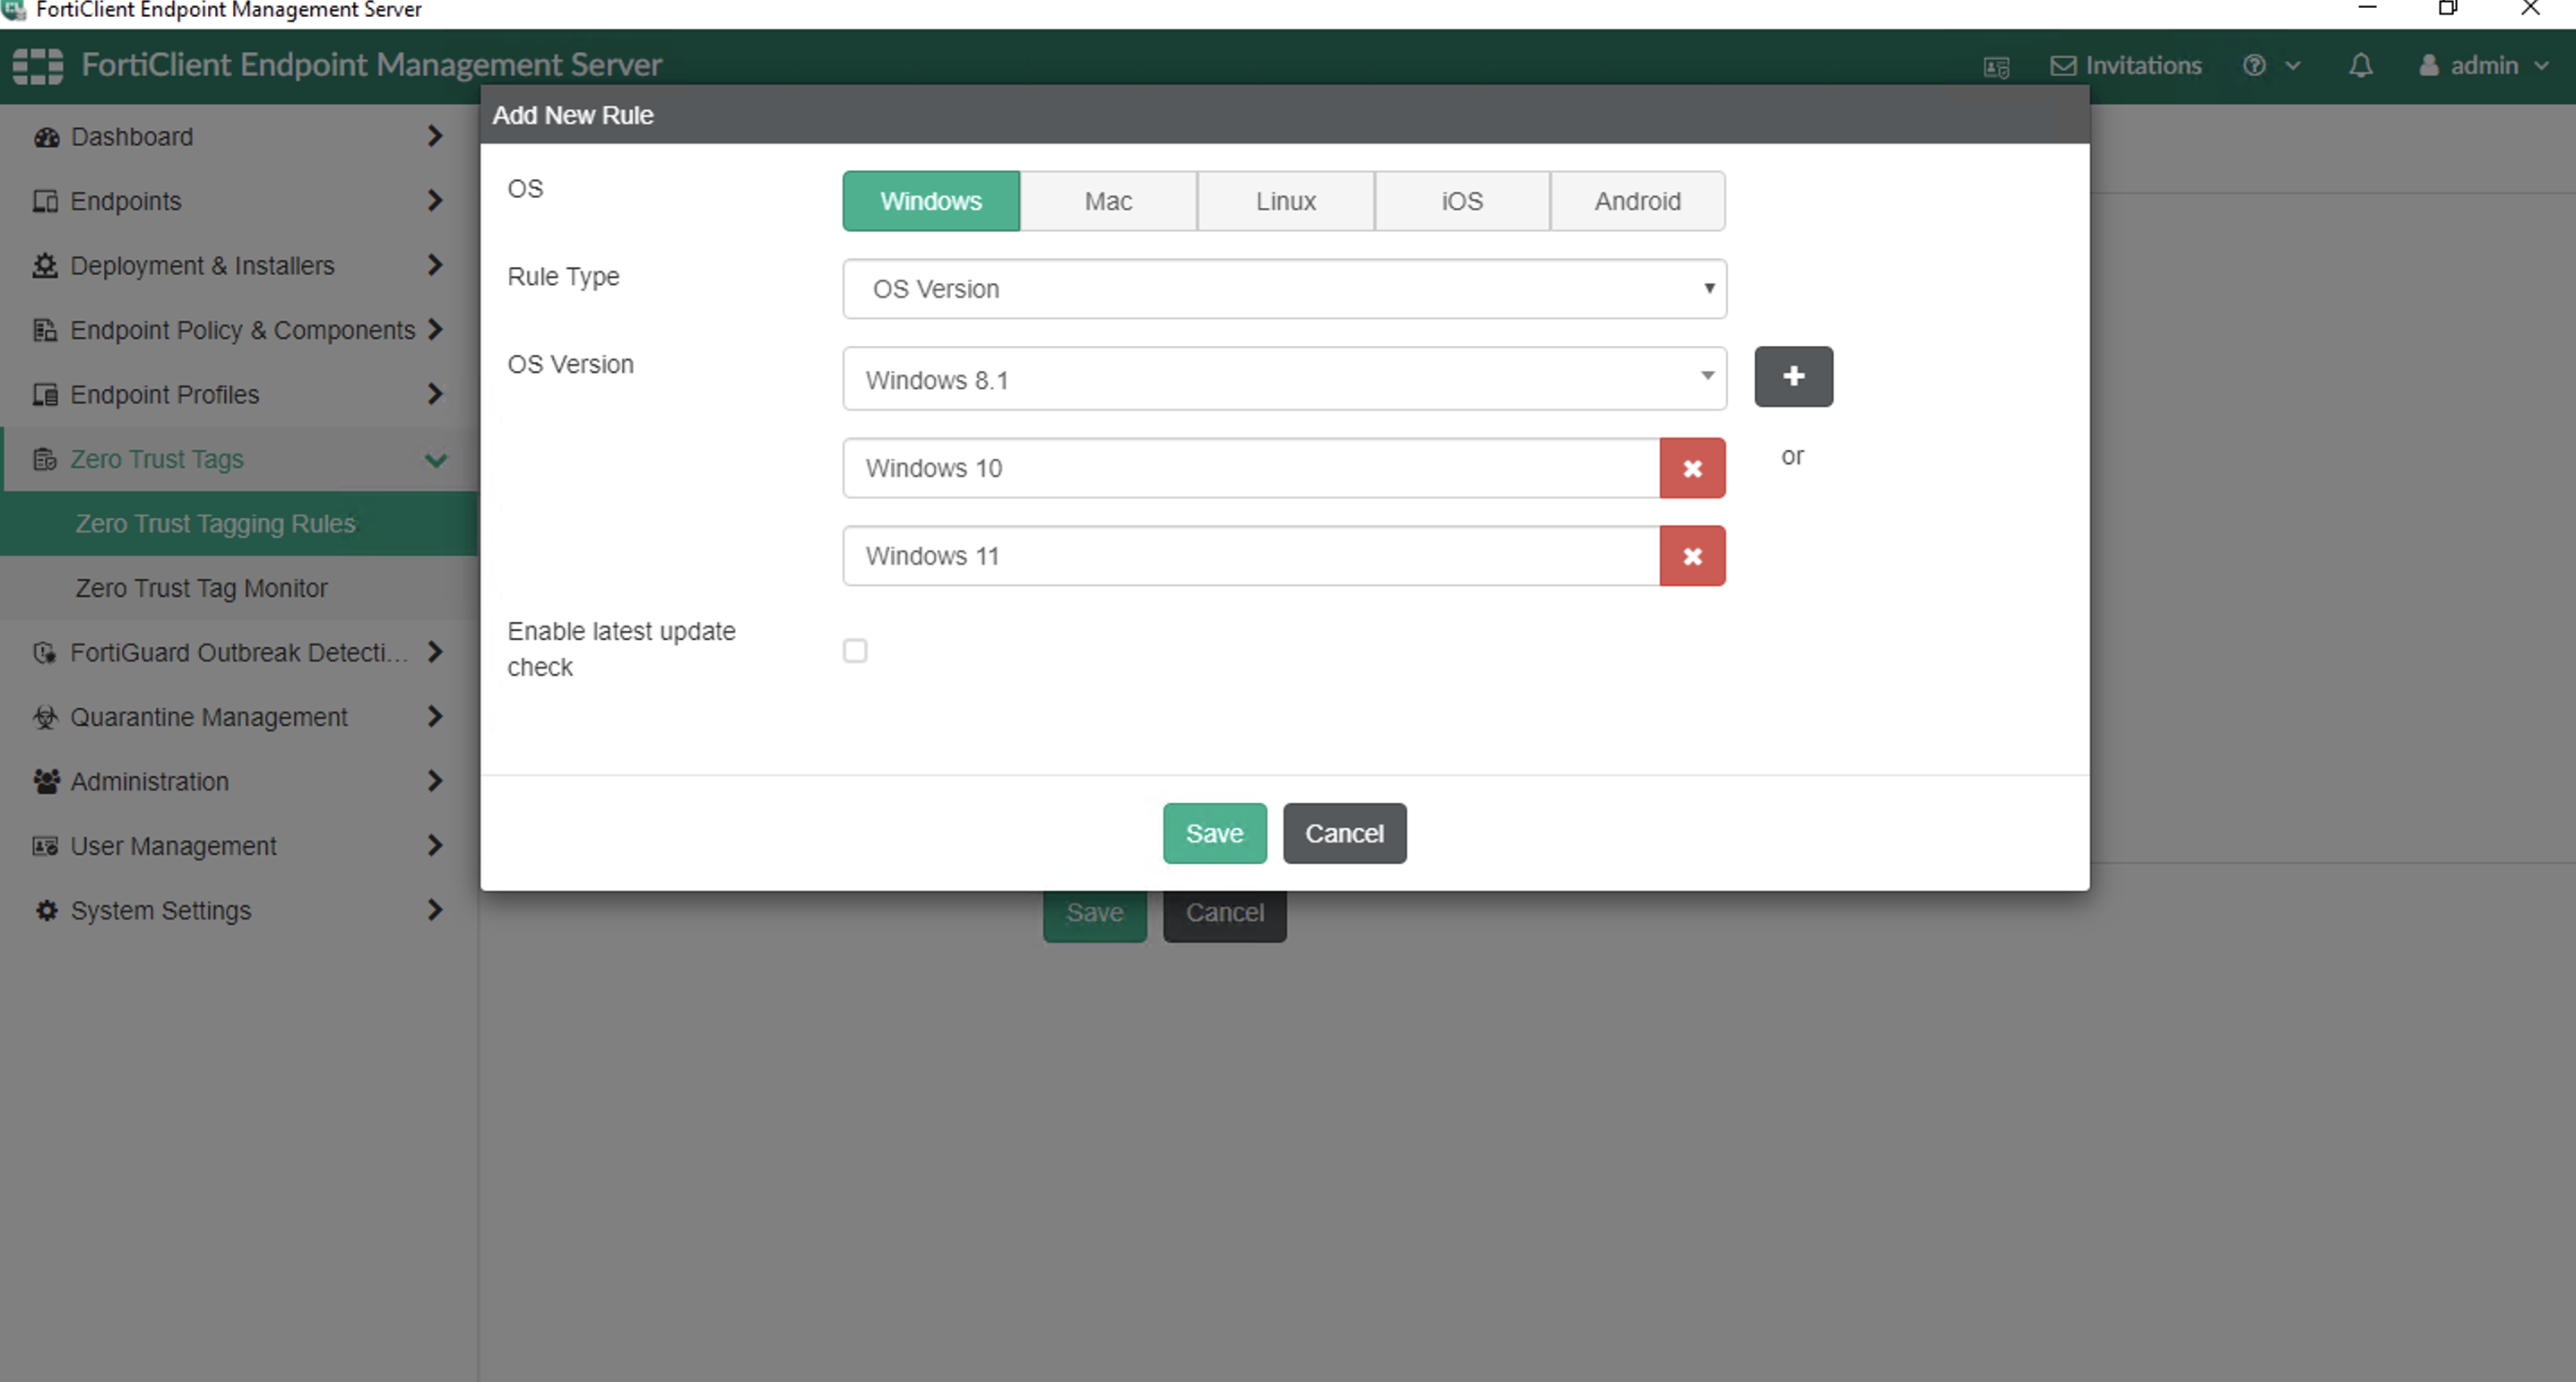 FortiClient Endpoint Management Server
FortiClient Endpoint Management Server
Invitations
admin
Dashboard
Endpoints
Deployment & Installers
Endpoint Policy & Components
Endpoint Profiles
Zero Trust Tags
Zero Trust Tagging Rules
Zero Trust Tag Monitor
FortiGuard Outbreak Detecti...
Quarantine Management
Administration
User Management
System Settings
Add New Rule
OS
Windows Mac Linux iOS Android
Rule Type
OS Version
OS Version
Windows 8.1
Windows 10
or
Windows 11
Enable latest update
check
Save Cancel
Save Cancel